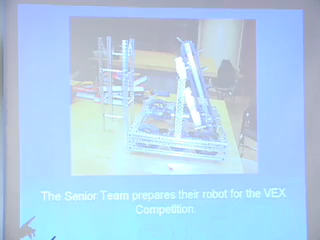 The Senior Team prepares their robot for the VEX
Competition.